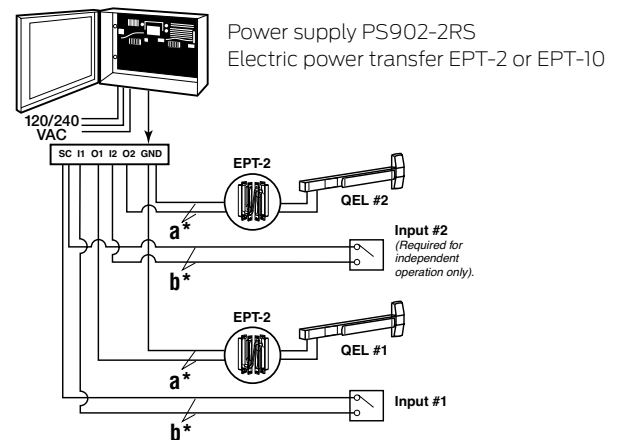 Power supply PS902-2RS
Electric power transfer EPT-2 or EPT-10
120/240
VAC
SC I1 O1 I2 O2 GND
EPT-2
QEL #2
a*
Input #2
(Required for
independent
operation only).
b*
EPT-2
QEL #1
a*
Input #1
b*